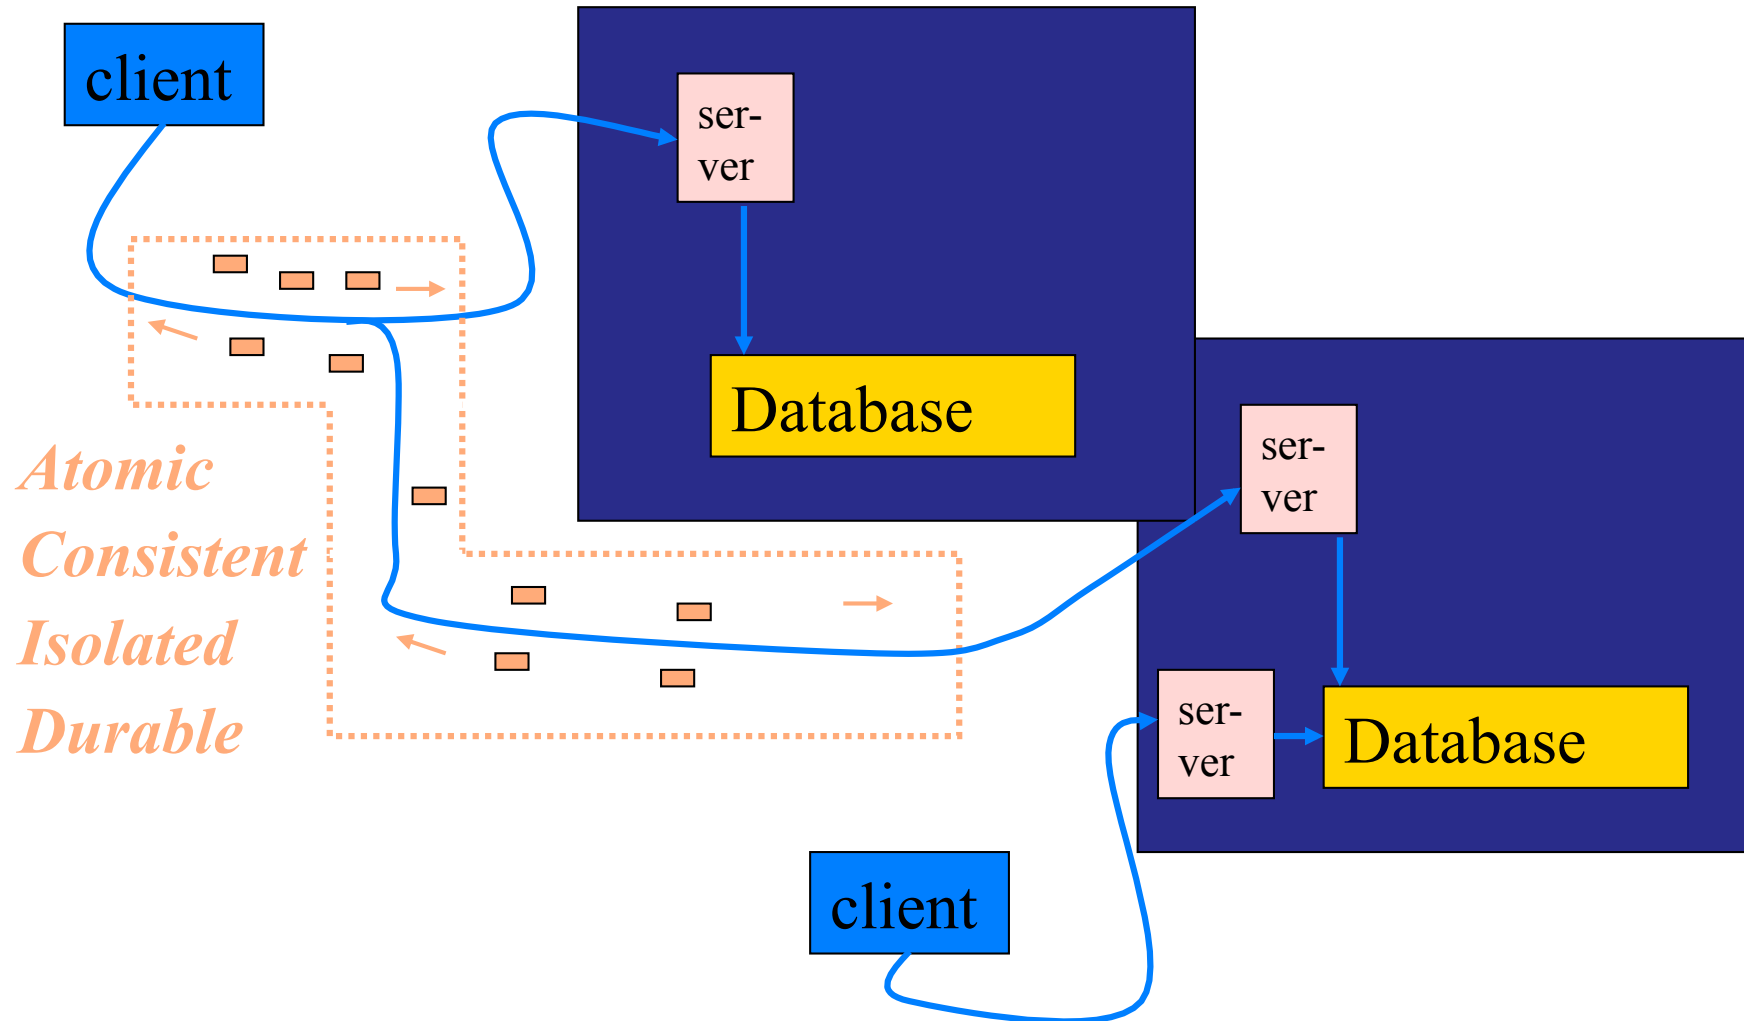 client
ser-
ver
Database
Atomic
Consistent
Isolated
Durable
ser-
ver
ser-
ver
Database
client